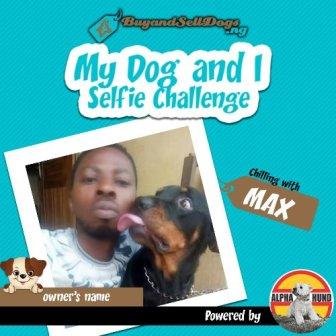 BuyandSellDogs
.ng
My Dog and I
Selfie Challenge
Chilling with
MAX
owner's name
Powered by
ALPHA HUND